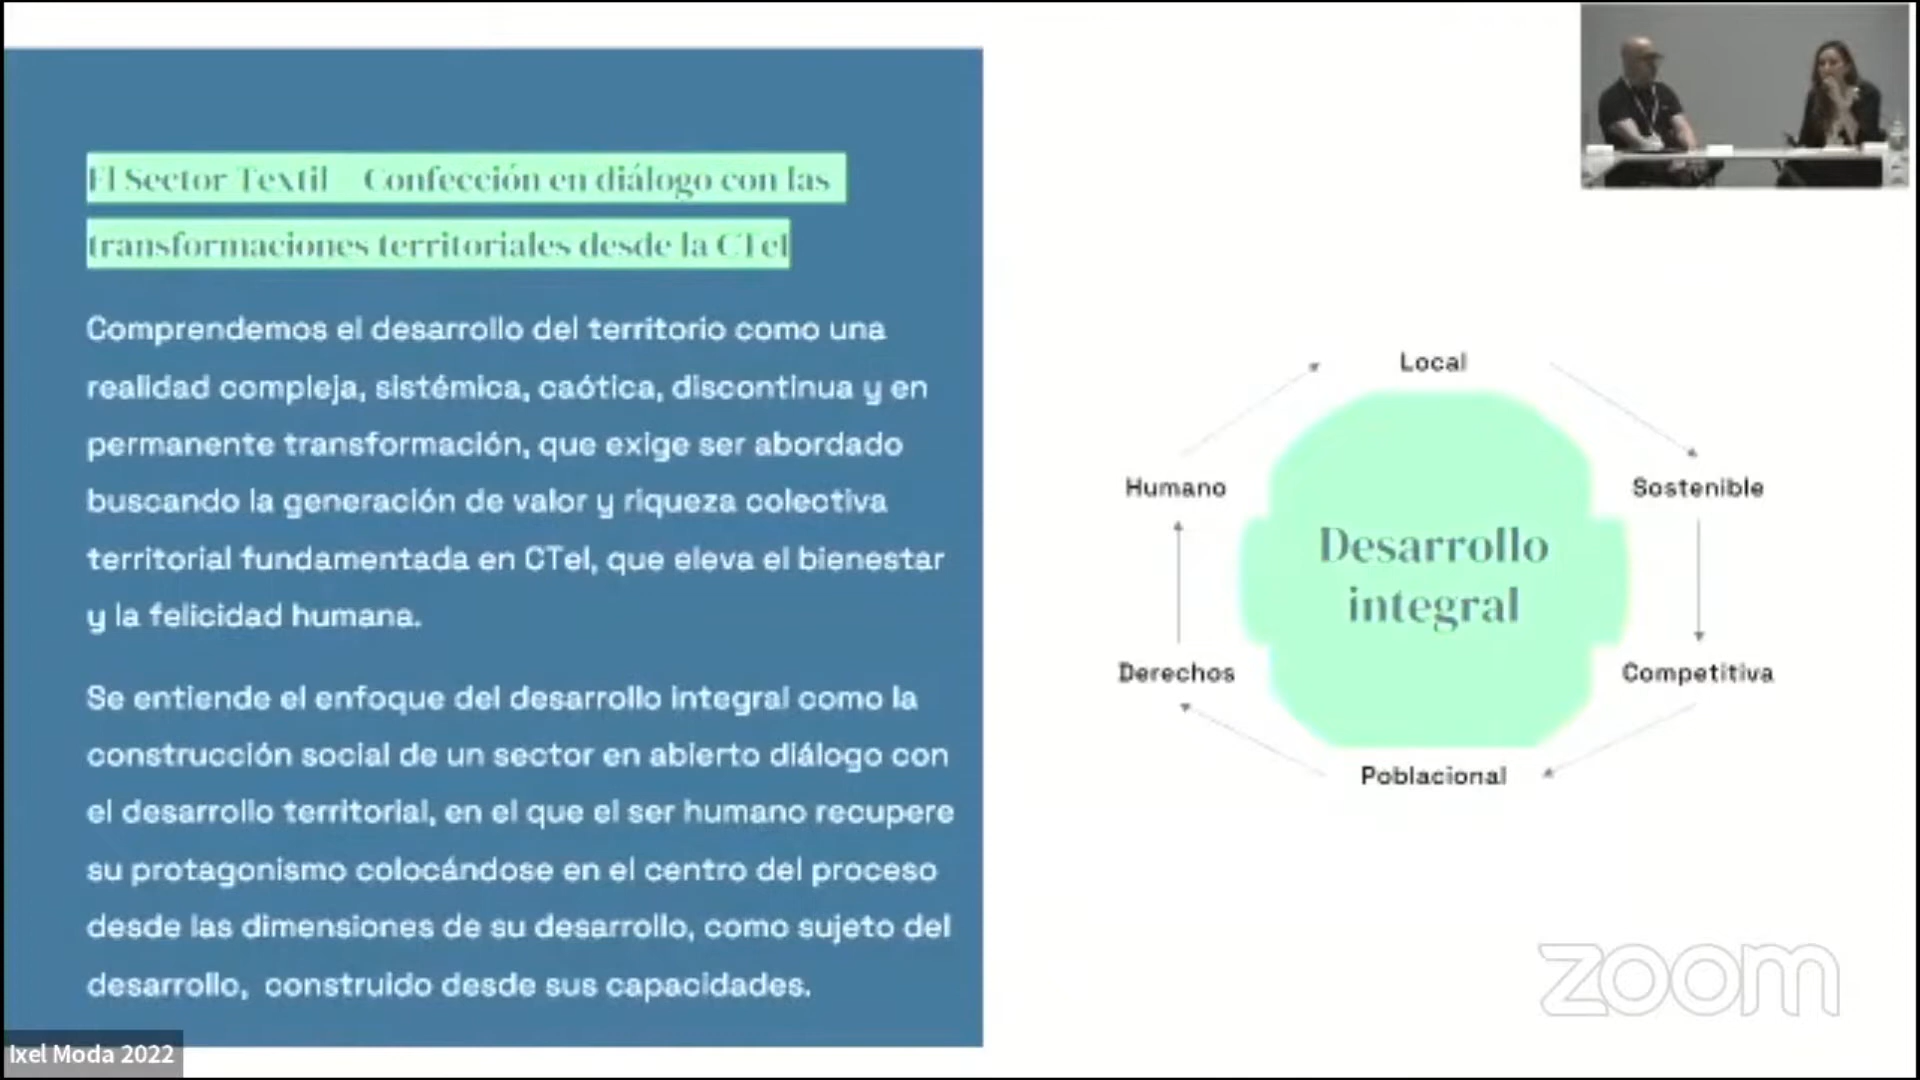 El Sector Textil – Confección en diálogo con las
transformaciones territoriales desde la CTeI
Comprendemos el desarrollo del territorio como una
realidad compleja, sistémica, caótica, discontinua y en
permanente transformación, que exige ser abordado
buscando la generación de valor y riqueza colectiva
territorial fundamentada en CTeI, que eleva el bienestar
y la felicidad humana.
Se entiende el enfoque del desarrollo integral como la
construcción social de un sector en abierto diálogo con
el desarrollo territorial, en el que el ser humano recupere
su protagonismo colocándose en el centro del proceso
desde las dimensiones de su desarrollo, como sujeto del
desarrollo, construido desde sus capacidades.
Local
Humano
Sostenible
Desarrollo
integral
Derechos
Competitiva
Poblacional
zoom
Ixel Moda 2022